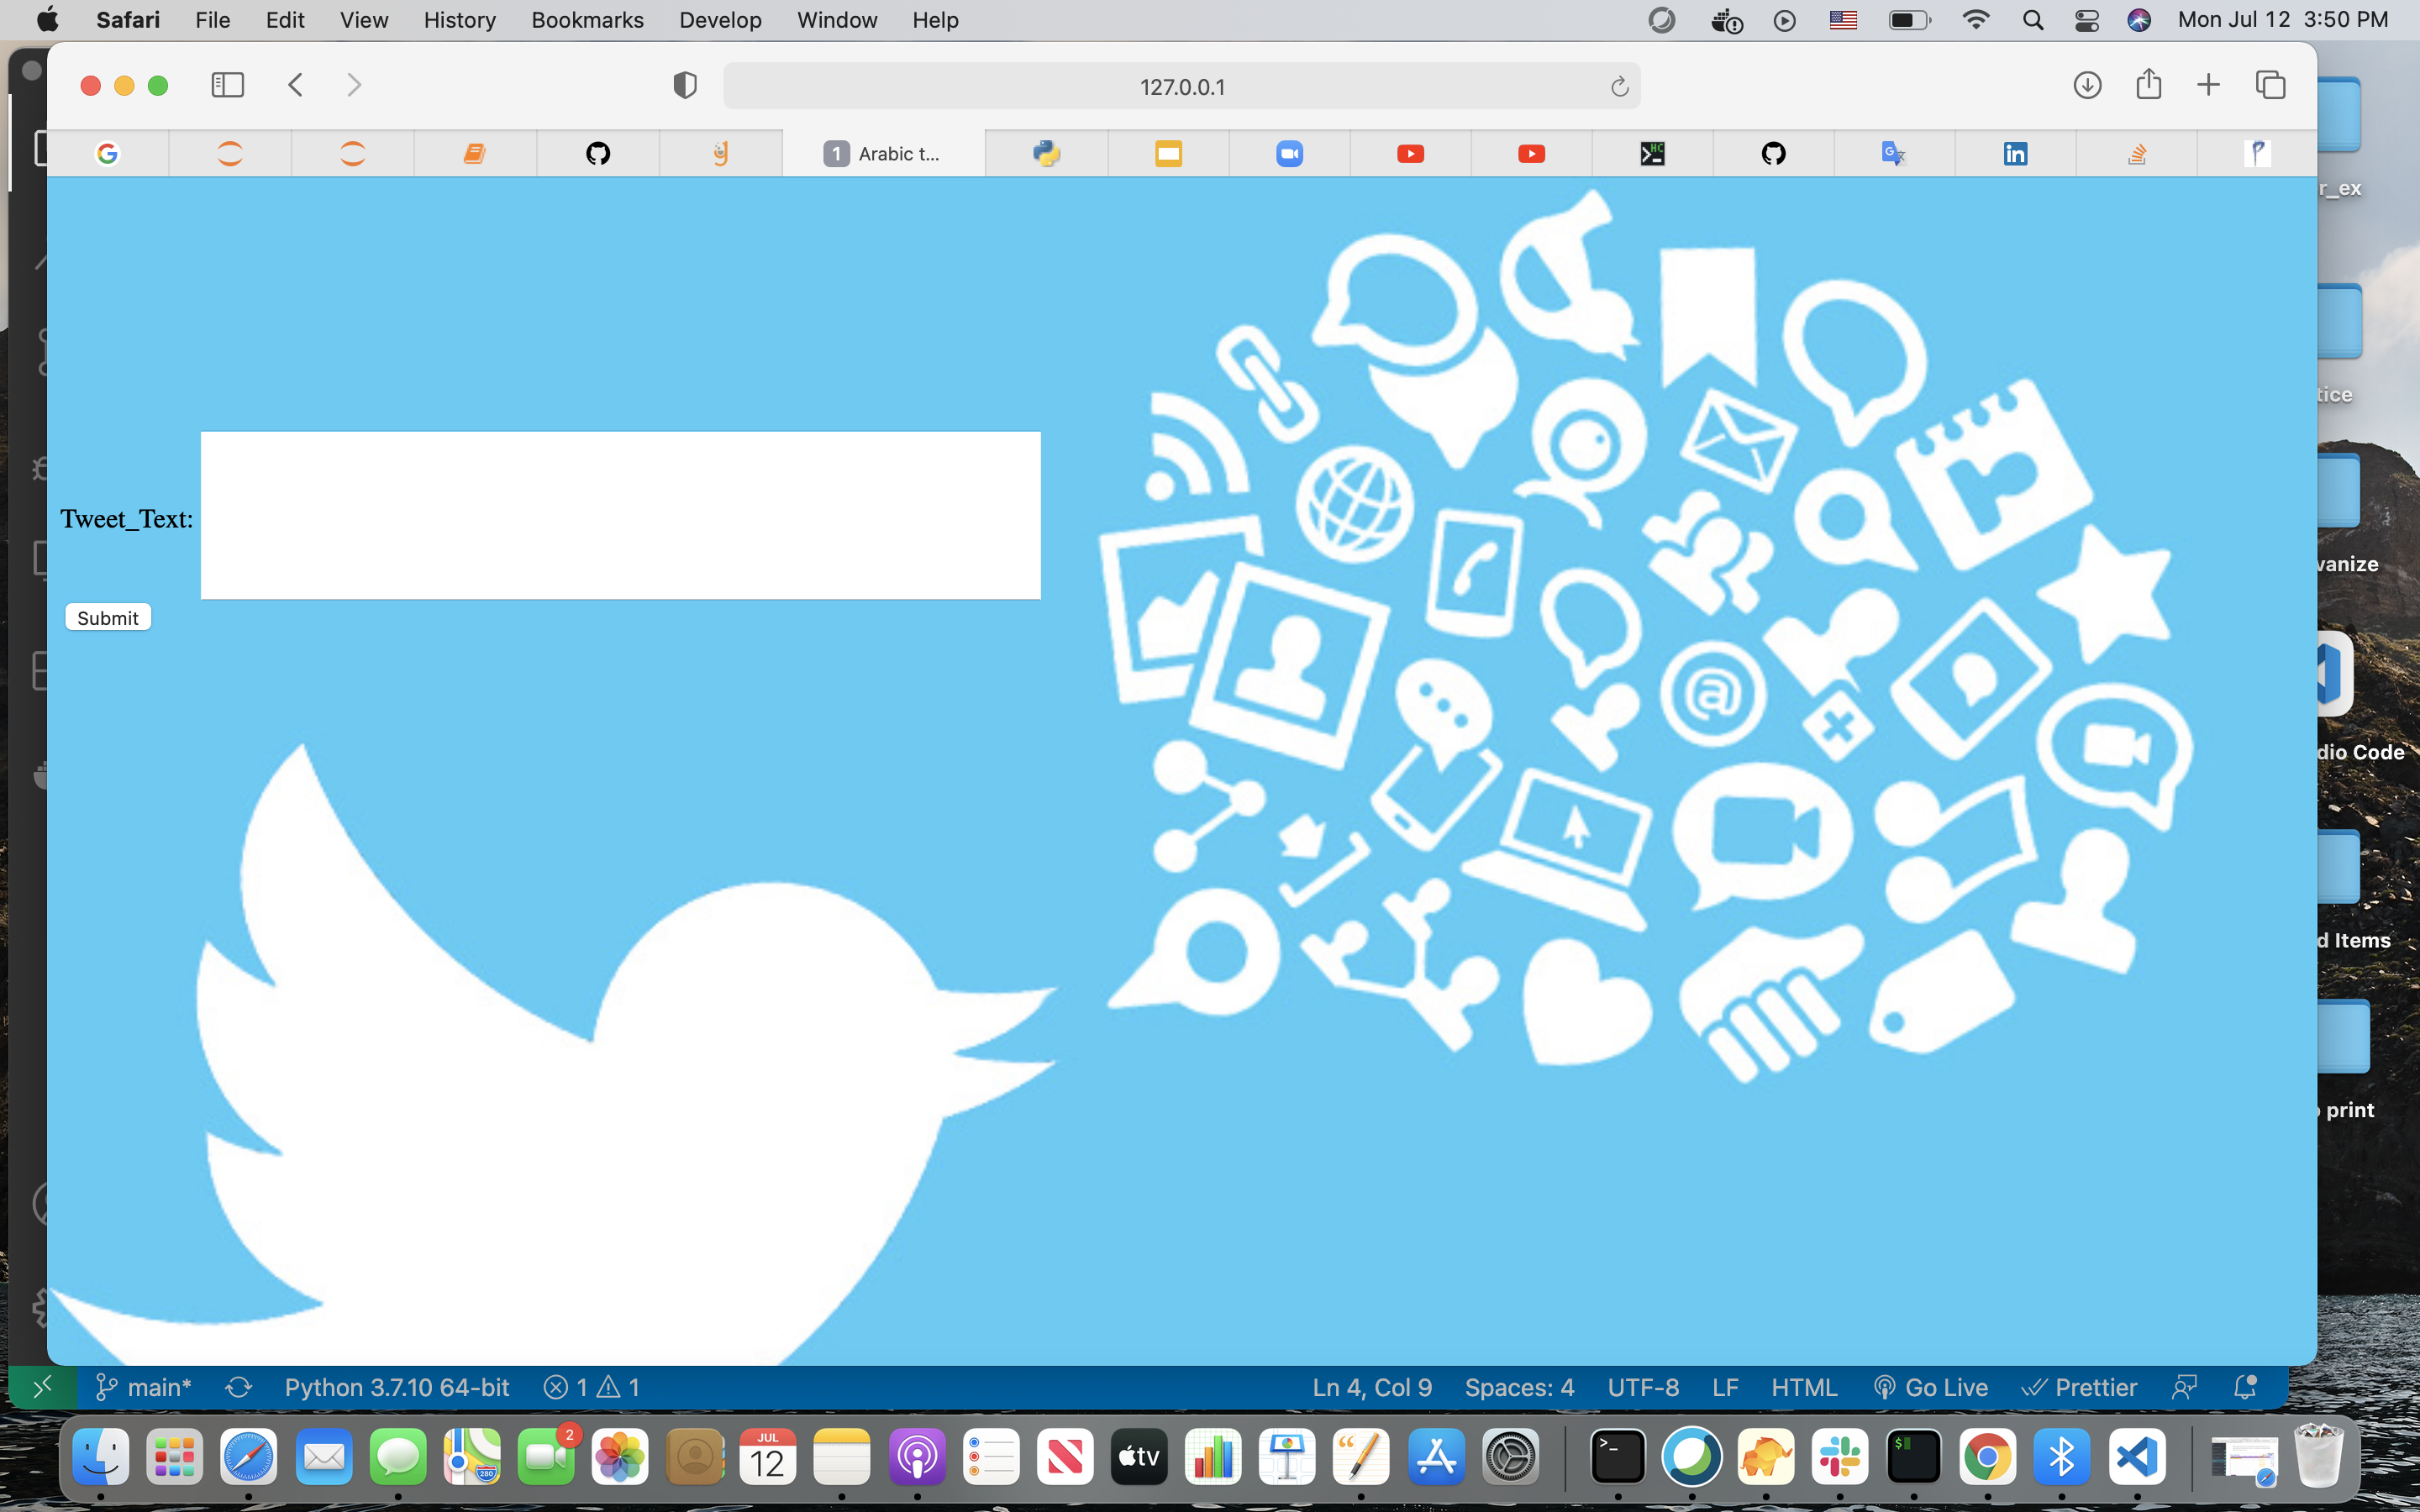 Safari File Edit View History Bookmarks Develop Window Help Mon Jul 12 3:50 PM
127.0.0.1
1 Arabic t...
r_ex
tice
Tweet_Text:
vanize
Submit
@
dio Code
d Items
print
main* Python 3.7.10 64-bit 1 1 Ln 4, Col 9 Spaces: 4 UTF-8 LF HTML Go Live Prettier
2
JUL
12
280
tv